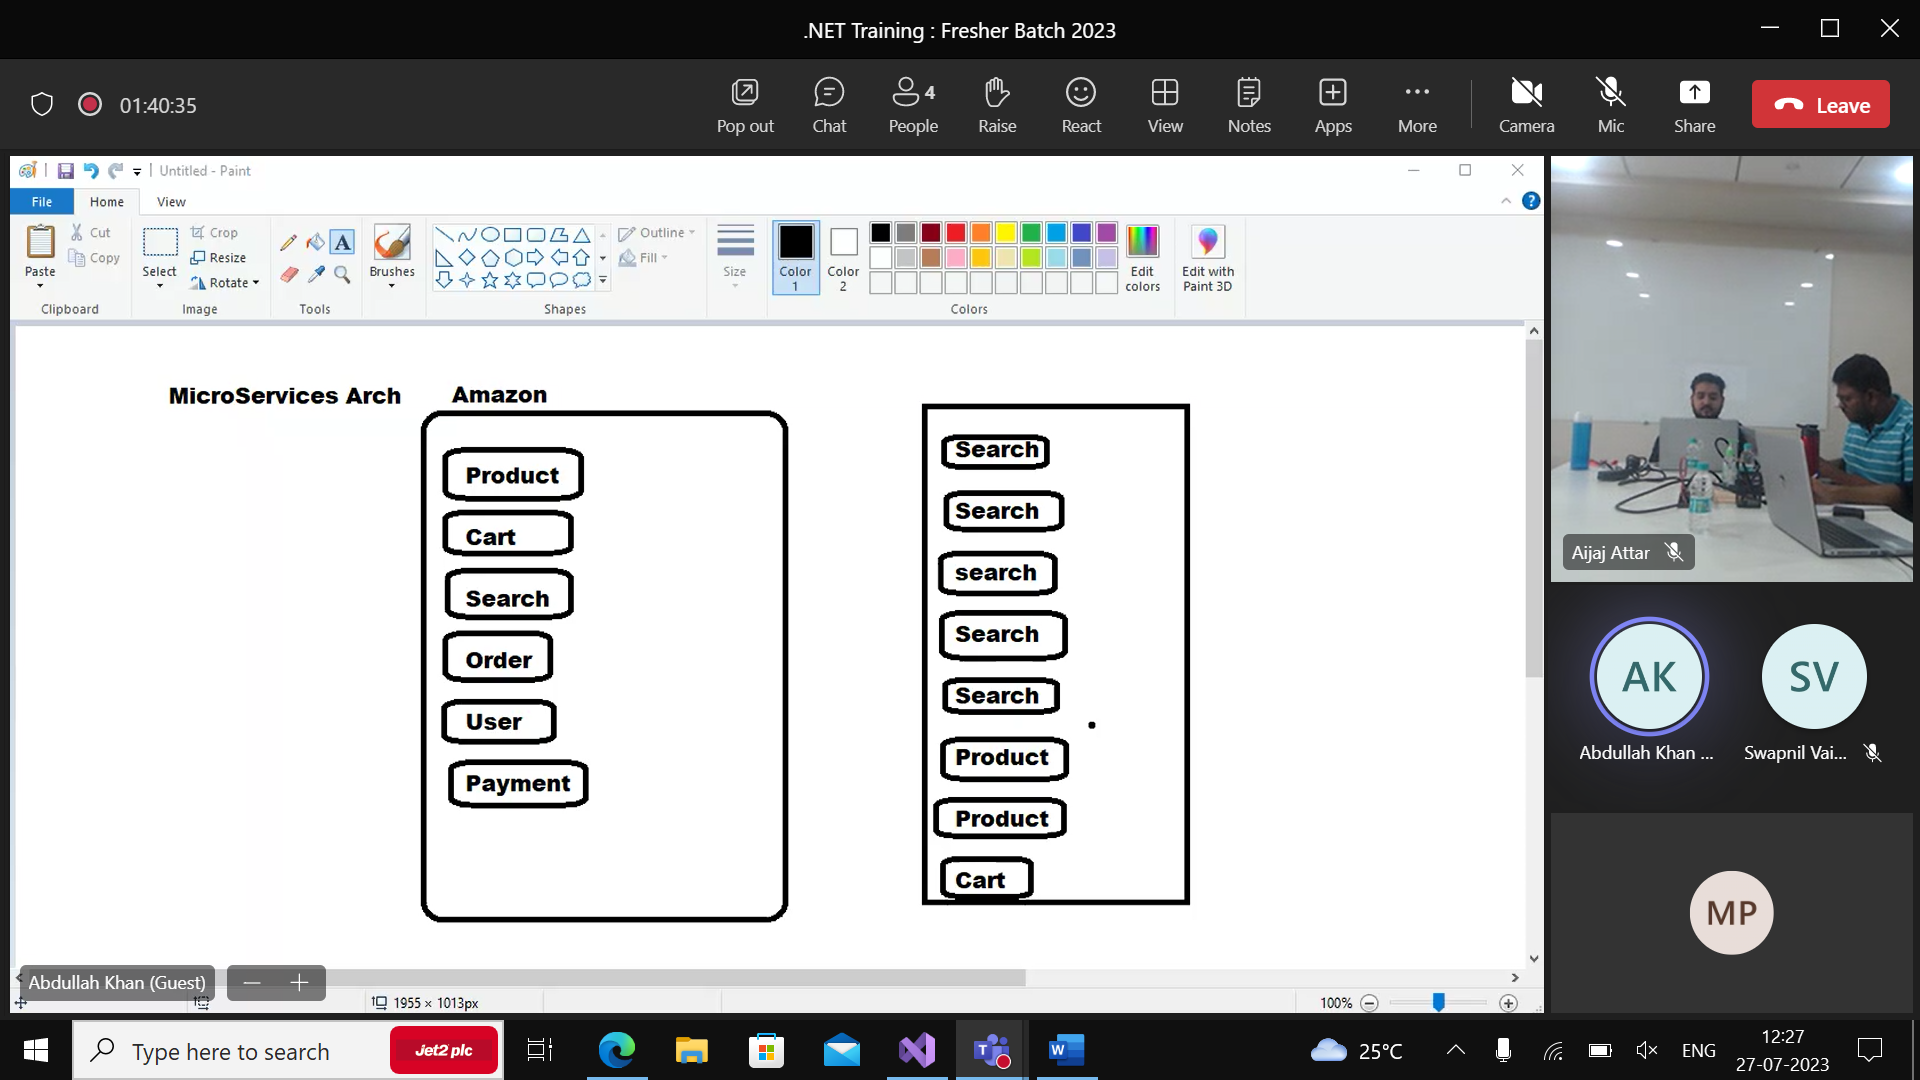 .NET Training : Fresher Batch 2023
01:40:35
Pop out
Chat
4
People
Raise
React
View
Notes
Apps
More
Camera
Mic
Share
Leave
Untitled - Paint
File
Home
View
Paste
Cut
Copy
Clipboard
Select
Crop
Resize
Rotate
Image
A
Tools
Brushes
Outline
Fill
Shapes
Size
Color
1
Color
2
Edit
colors
Colors
Edit with
Paint 3D
MicroServices Arch
Amazon
Product
Cart
Search
Order
User
Payment
Search
Search
search
Search
Search
Product
Product
Cart
Abdullah Khan (Guest)
1955 × 1013px
100%
Aijaj Attar
AK
Abdullah Khan ...
SV
Swapnil Vai...
MP
Type here to search
Jet2 plc
T
W
25°C
ENG
12:27
27-07-2023